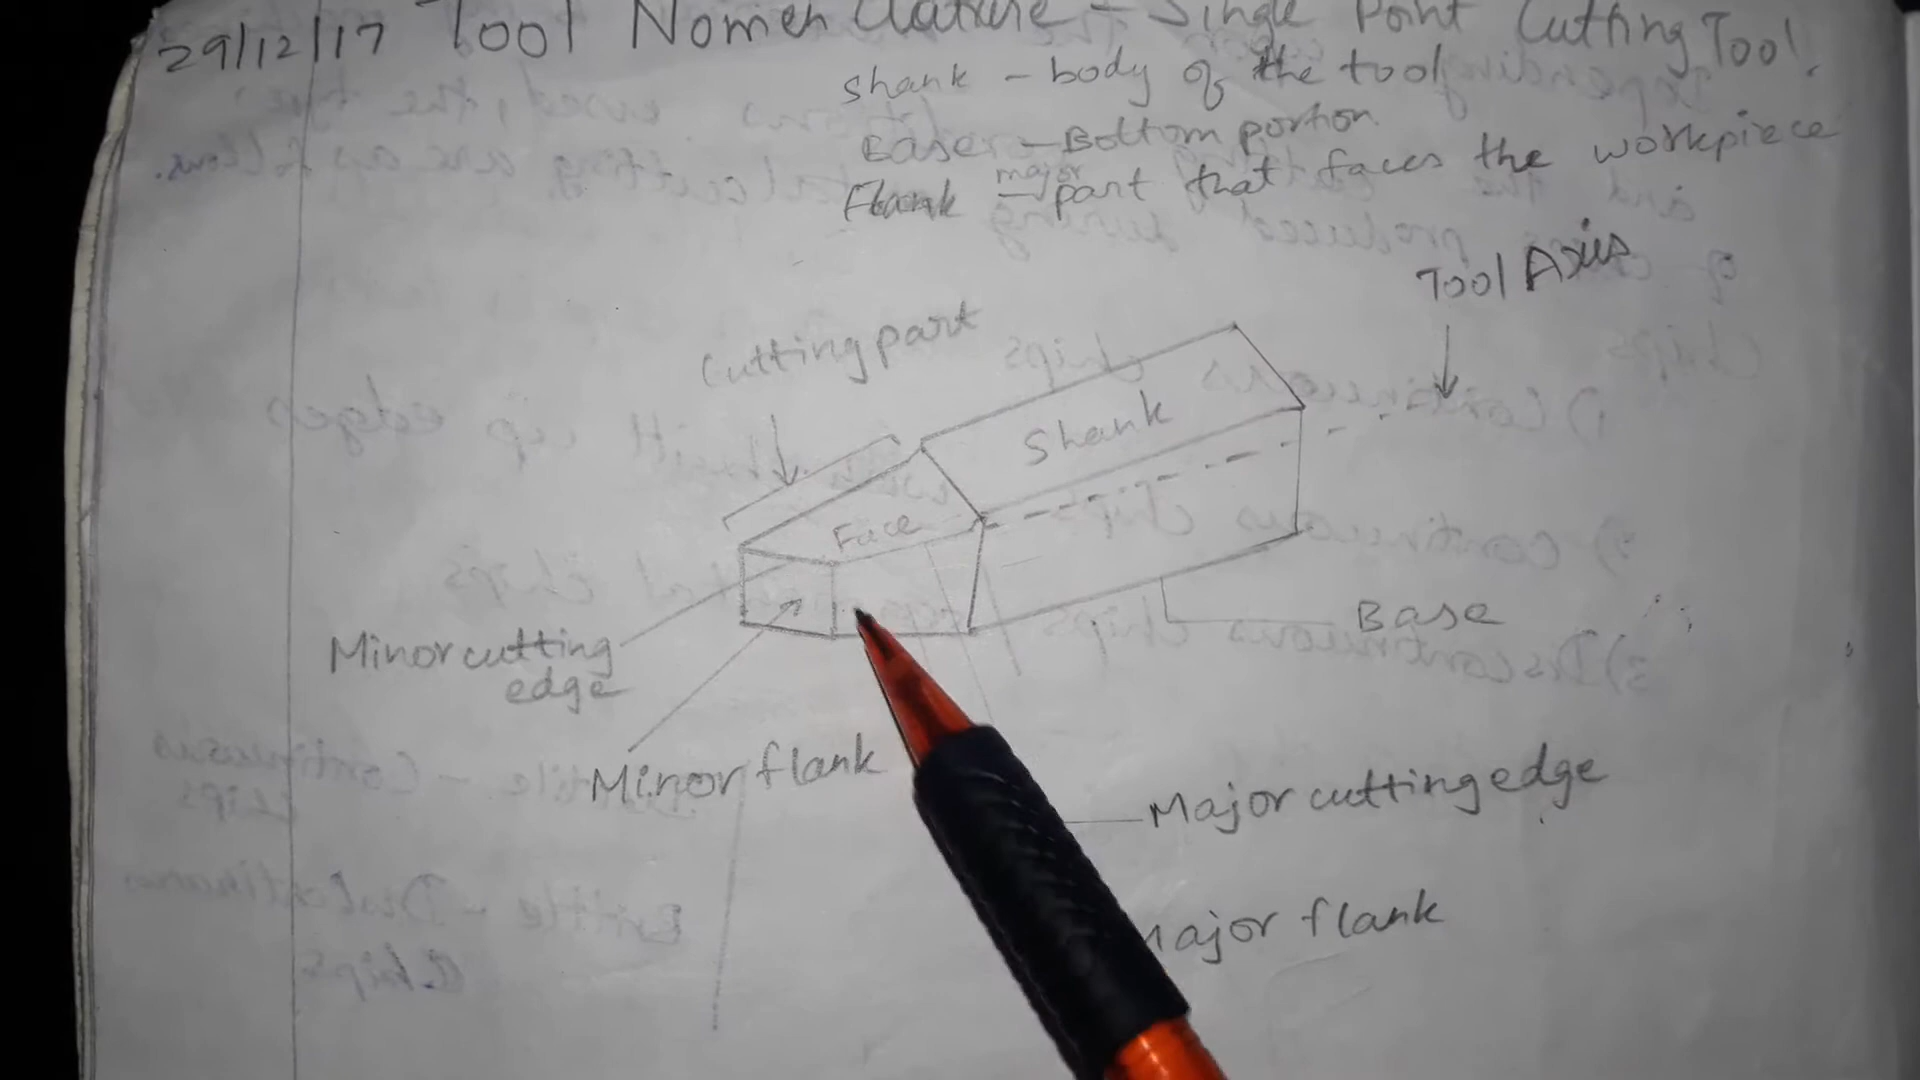 29/12/17 Tool Nomen Clature - Single Point Cutting Tool
Shank - body of the tool
Base - Bottom portion
major
Flank - part that faces the workpiece
Tool Axis
Cutting part
Shank
Face
Base
Minor cutting
edge
Minor flank
Major cutting edge
Major flank